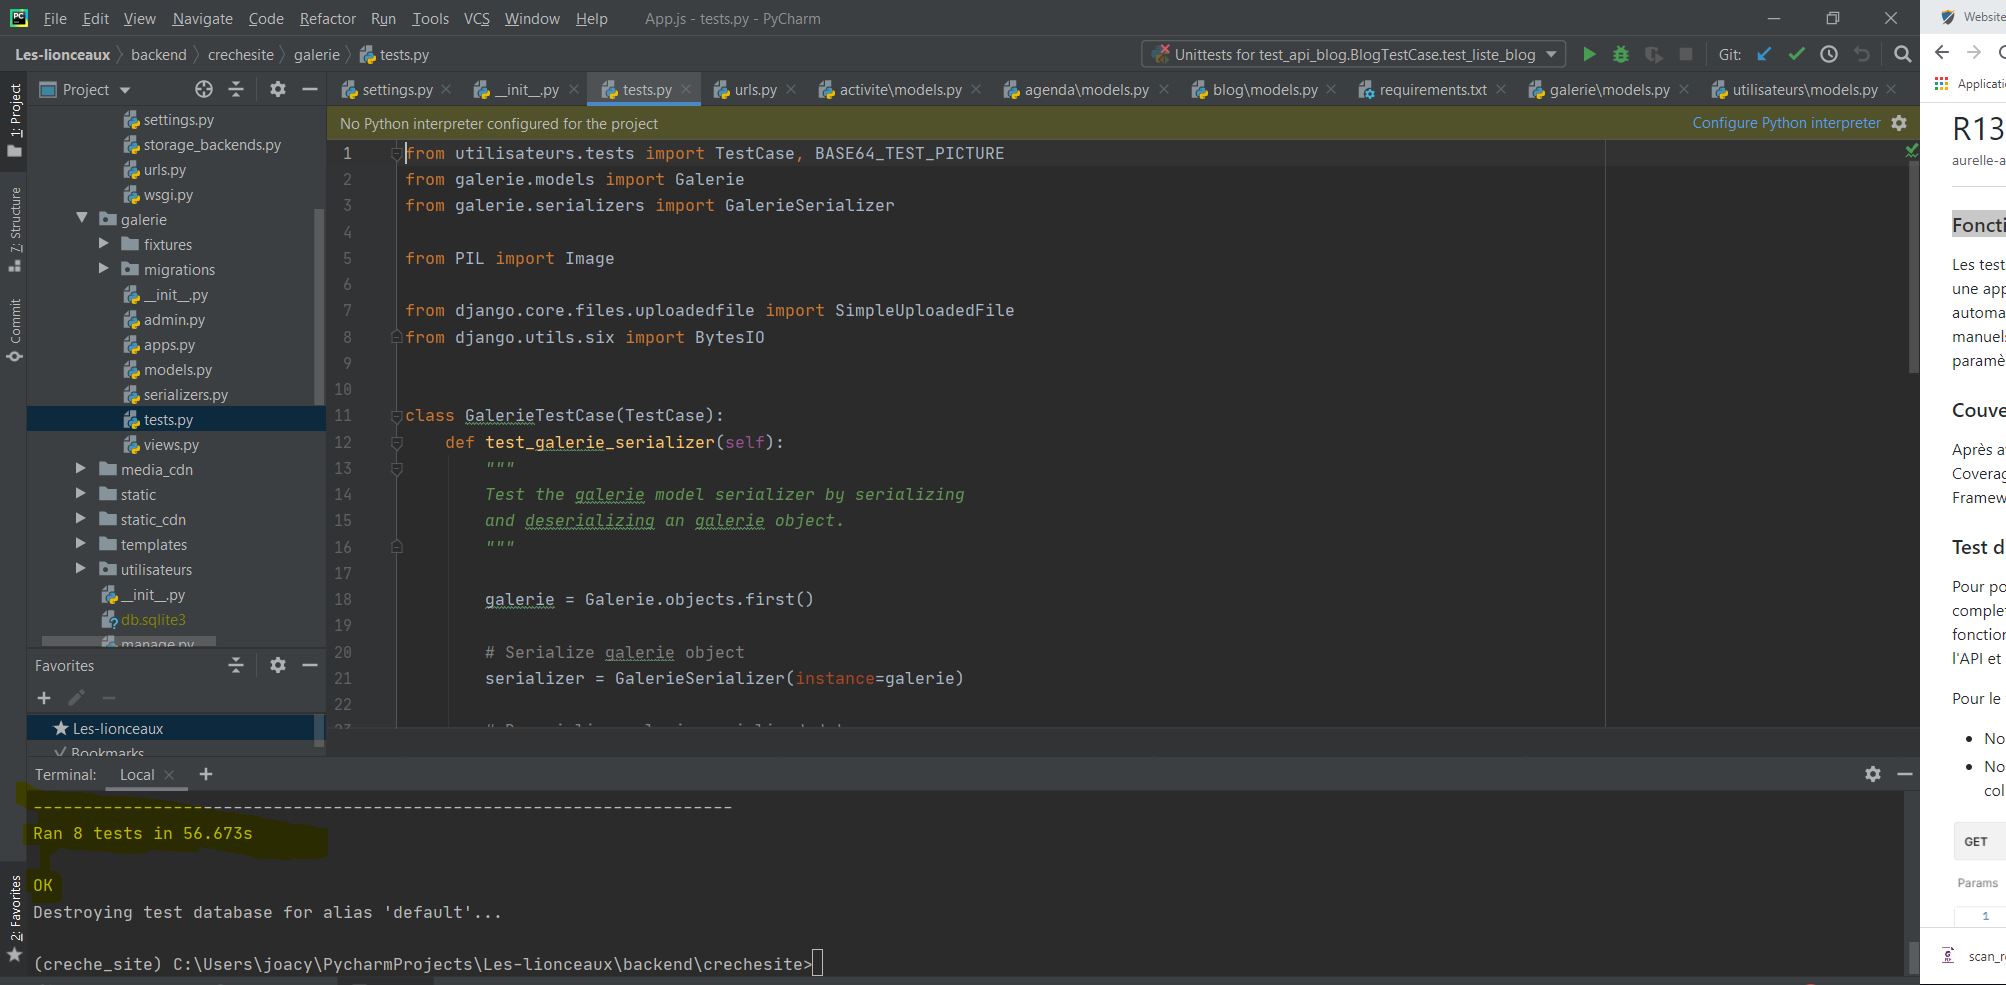 File Edit View Navigate Code Refactor Run Tools VCS Window Help App.js - tests.py - PyCharm
Les-lionceaux backend crechesite galerie tests.py Unittests for test_api_blog.BlogTestCase.test_liste_blog Git:
Project settings.py __init__.py tests.py urls.py activite\models.py agenda\models.py blog\models.py requirements.txt galerie\models.py utilisateurs\models.py
No Python interpreter configured for the project Configure Python interpreter
1: Project
7: Structure
Commit
2: Favorites
settings.py
storage_backends.py
urls.py
wsgi.py
galerie
fixtures
migrations
__init__.py
admin.py
apps.py
models.py
serializers.py
tests.py
views.py
media_cdn
static
static_cdn
templates
utilisateurs
__init__.py
db.sqlite3
manage.py
Favorites
Les-lionceaux
Bookmarks
1 from utilisateurs.tests import TestCase, BASE64_TEST_PICTURE
2 from galerie.models import Galerie
3 from galerie.serializers import GalerieSerializer
4
5 from PIL import Image
6
7 from django.core.files.uploadedfile import SimpleUploadedFile
8 from django.utils.six import BytesIO
9
10
11 class GalerieTestCase(TestCase):
12 def test_galerie_serializer(self):
13 """
14 Test the galerie model serializer by serializing
15 and deserializing an galerie object.
16 """
17
18 galerie = Galerie.objects.first()
19
20 # Serialize galerie object
21 serializer = GalerieSerializer(instance=galerie)
22
Terminal: Local
--------------------------------------------------------------------
Ran 8 tests in 56.673s
OK
Destroying test database for alias 'default'...
(creche_site) C:\Users\joacy\PycharmProjects\Les-lionceaux\backend\crechesite>
Website
Applicati
R13
aurelle-a
Foncti
Les test
une app
automa
manuels
paramè
Couve
Après a
Coverag
Framew
Test d
Pour po
complet
fonction
l'API et
Pour le
No
No
col
GET
Params
1
scan_r